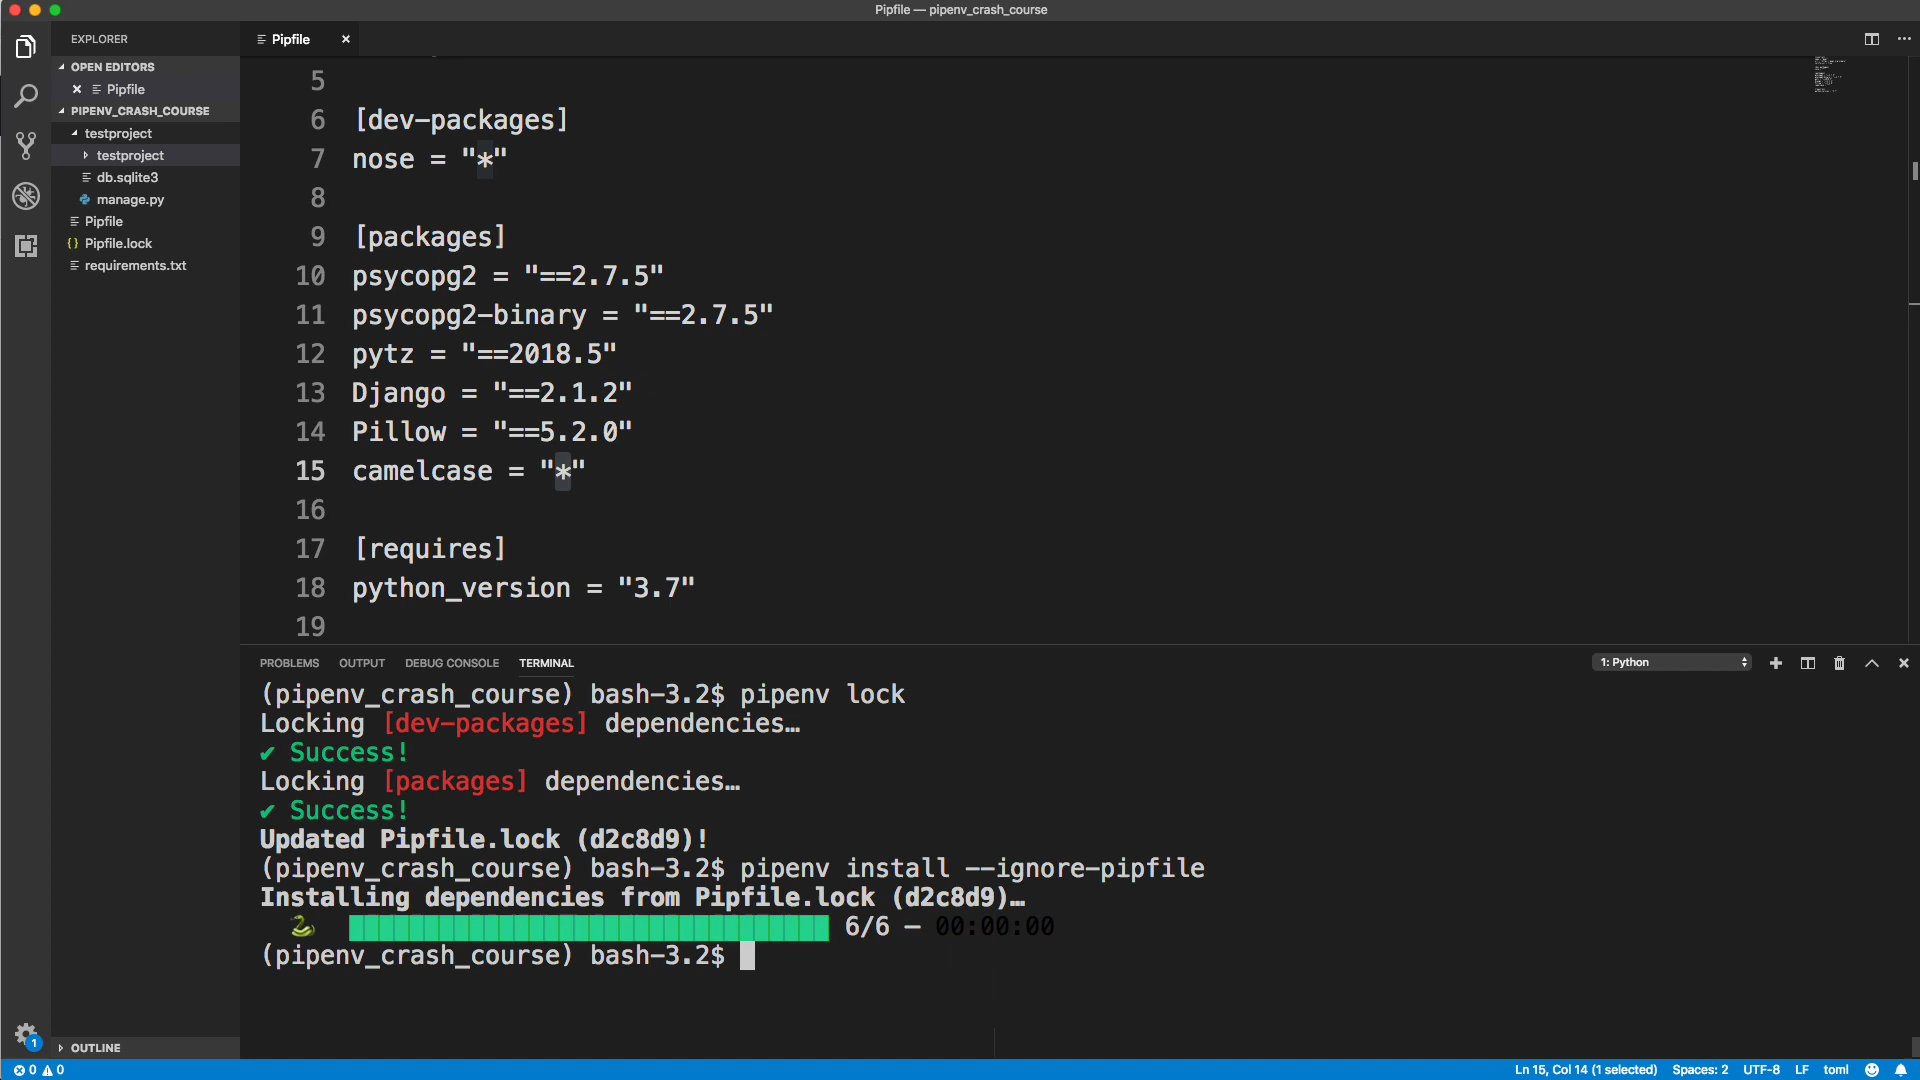 Pipfile — pipenv_crash_course
EXPLORER
OPEN EDITORS
Pipfile
PIPENV_CRASH_COURSE
testproject
testproject
db.sqlite3
manage.py
Pipfile
Pipfile.lock
requirements.txt
OUTLINE
Pipfile
5
6 [dev-packages]
7 nose = "*"
8
9 [packages]
10 psycopg2 = "==2.7.5"
11 psycopg2-binary = "==2.7.5"
12 pytz = "==2018.5"
13 Django = "==2.1.2"
14 Pillow = "==5.2.0"
15 camelcase = "*"
16
17 [requires]
18 python_version = "3.7"
19
PROBLEMS OUTPUT DEBUG CONSOLE TERMINAL 1: Python
(pipenv_crash_course) bash-3.2$ pipenv lock
Locking [dev-packages] dependencies…
✔ Success!
Locking [packages] dependencies…
✔ Success!
Updated Pipfile.lock (d2c8d9)!
(pipenv_crash_course) bash-3.2$ pipenv install --ignore-pipfile
Installing dependencies from Pipfile.lock (d2c8d9)…
6/6 — 00:00:00
(pipenv_crash_course) bash-3.2$
1
0 0 Ln 15, Col 14 (1 selected) Spaces: 2 UTF-8 LF toml